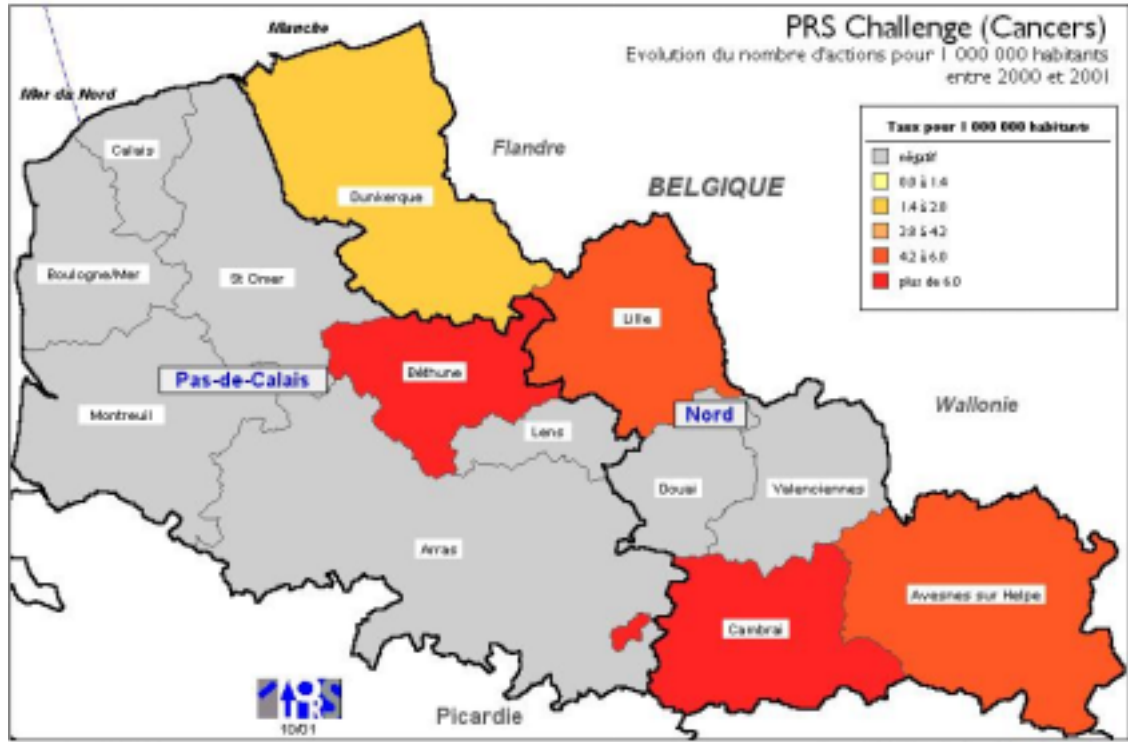 PRS Challenge (Cancers)
Evolution du nombre d'actions pour 1 000 000 habitants
entre 2000 et 2001
Manche
Mer du Nord
Taux pour 1 000 000 habitants
négatif
0.0 à 1.4
1.4 à 2.8
2.8 à 4.2
4.2 à 6.0
plus de 6.0
Flandre
BELGIQUE
Wallonie
Calais
Dunkerque
Boulogne/Mer
St Omer
Lille
Béthune
Pas-de-Calais
Montreuil
Nord
Lens
Douai
Valenciennes
Arras
Avesnes sur Helpe
Cambrai
Picardie
ORS
10/01